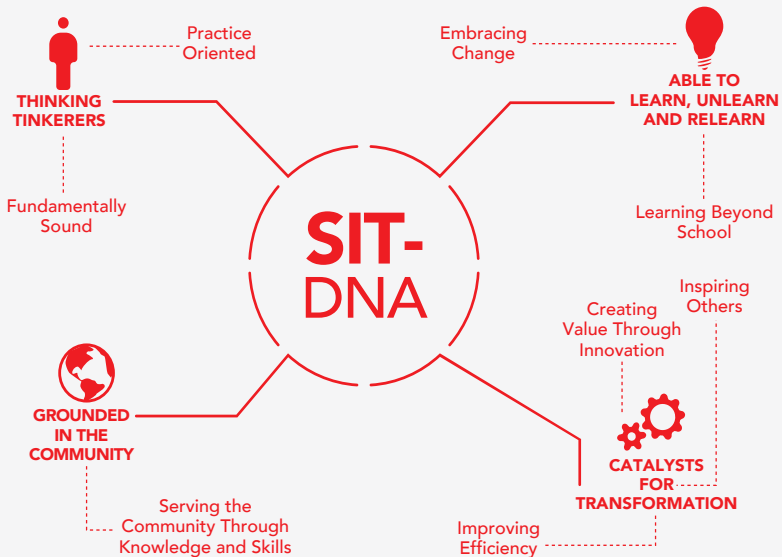 Practice
Oriented
THINKING
TINKERERS
Fundamentally
Sound
Embracing
Change
ABLE TO
LEARN, UNLEARN
AND RELEARN
Learning Beyond
School
SIT-
DNA
GROUNDED
IN THE
COMMUNITY
Serving the
Community Through
Knowledge and Skills
Creating
Value Through
Innovation
Inspiring
Others
CATALYSTS
FOR
TRANSFORMATION
Improving
Efficiency